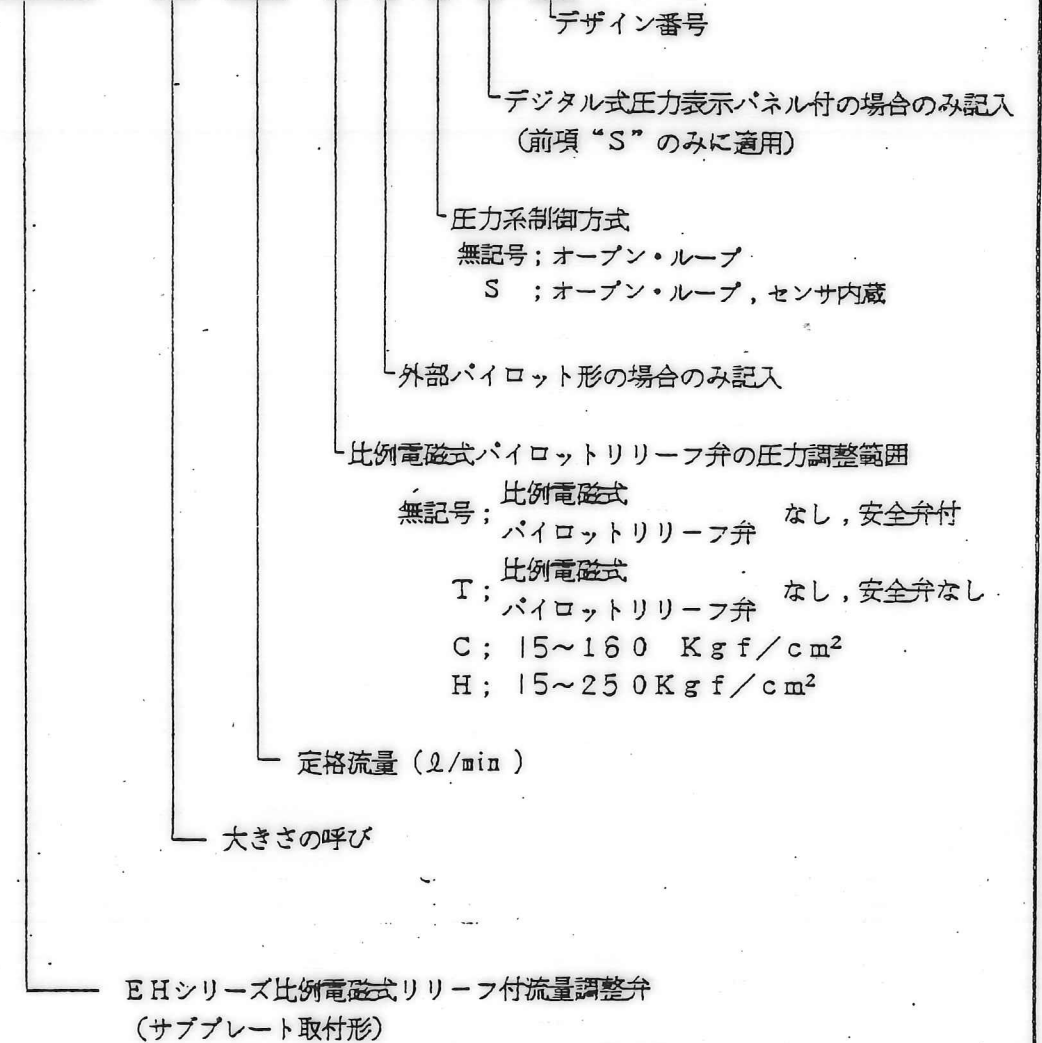 デザイン番号
デジタル式圧力表示パネル付の場合のみ記入
(前項“S”のみに適用)
圧力系制御方式
無記号;オープン・ループ
S ;オープン・ループ,センサ内蔵
外部パイロット形の場合のみ記入
比例電磁式パイロットリリーフ弁の圧力調整範囲
無記号;比例電磁式パイロットリリーフ弁 なし,安全弁付
T;比例電磁式パイロットリリーフ弁 なし,安全弁なし
C; 15~160 Kgf/cm²
H; 15~250Kgf/cm²
定格流量(ℓ/min )
大きさの呼び
EHシリーズ比例電磁式リリーフ付流量調整弁
(サブプレート取付形)